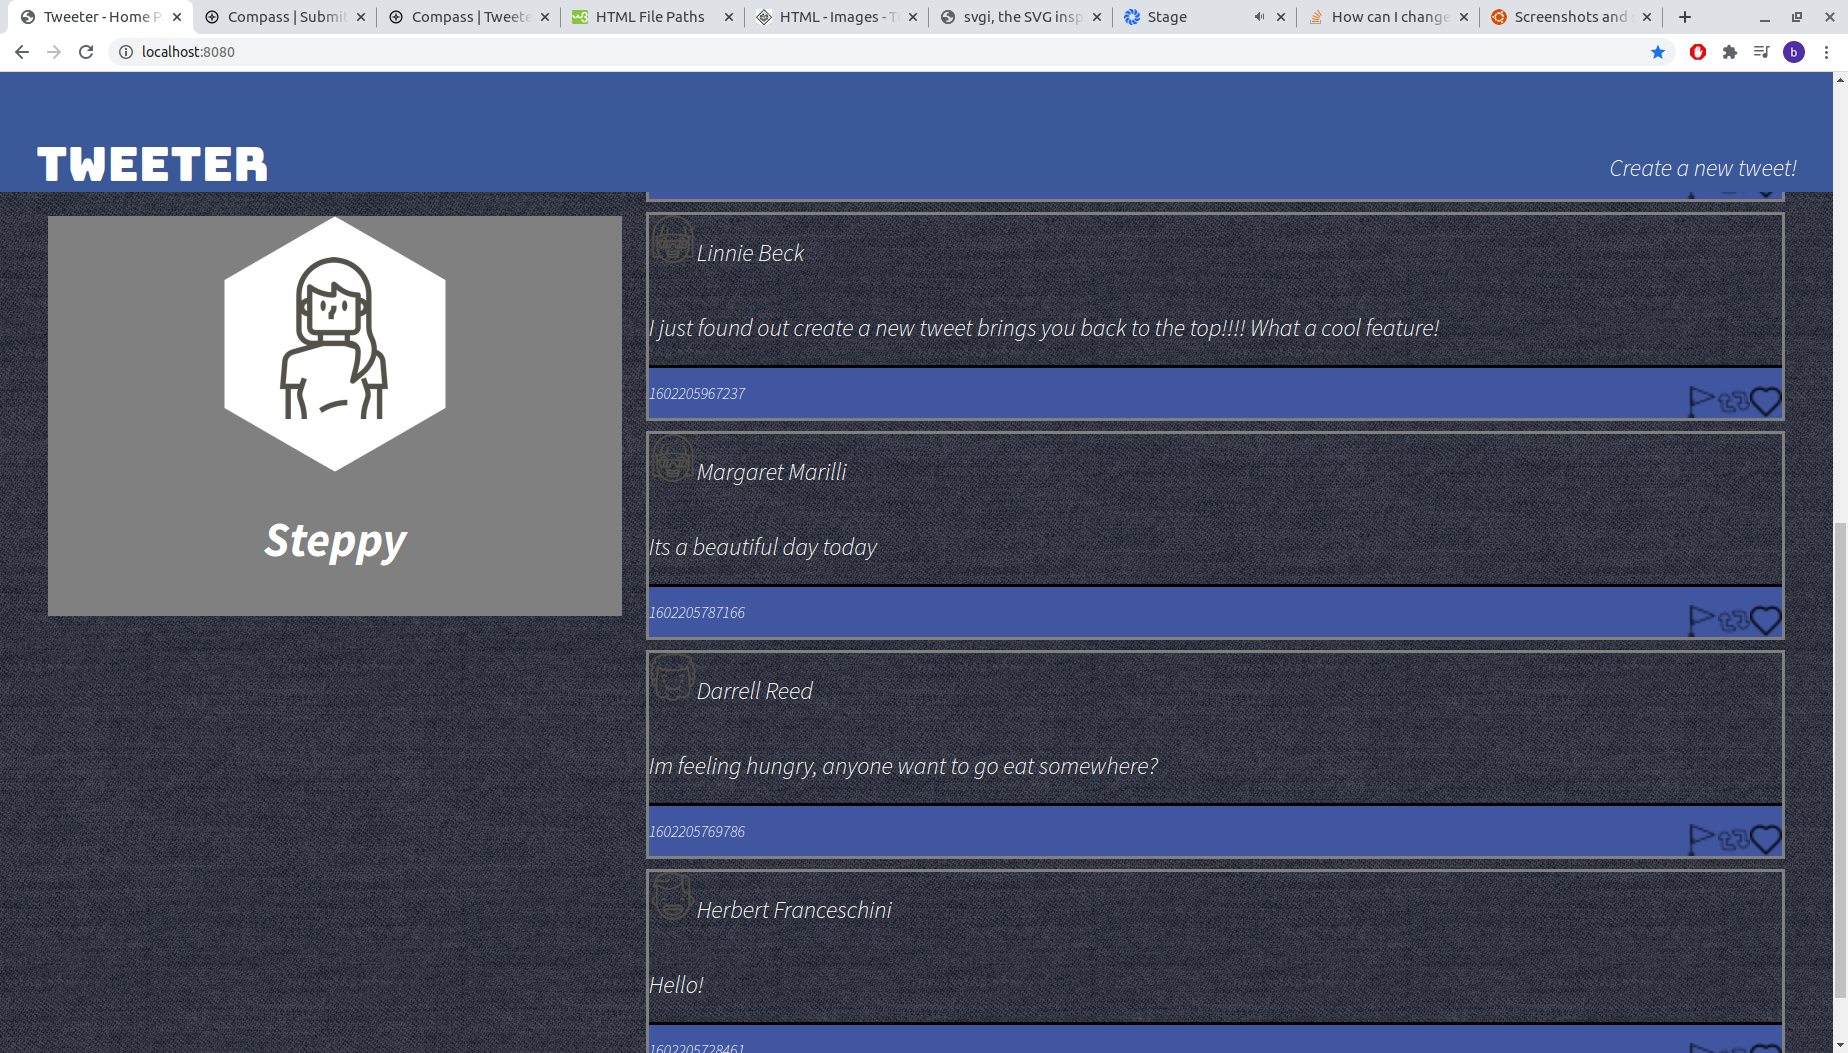 Tweeter - Home P
Compass | Submit
Compass | Tweete
HTML File Paths
HTML - Images - T
svgi, the SVG insp
Stage
How can I change
Screenshots and s
localhost:8080
b
TWEETER
Create a new tweet!
Steppy
Linnie Beck
I just found out create a new tweet brings you back to the top!!!! What a cool feature!
1602205967237
Margaret Marilli
Its a beautiful day today
1602205787166
Darrell Reed
Im feeling hungry, anyone want to go eat somewhere?
1602205769786
Herbert Franceschini
Hello!
1602205728461